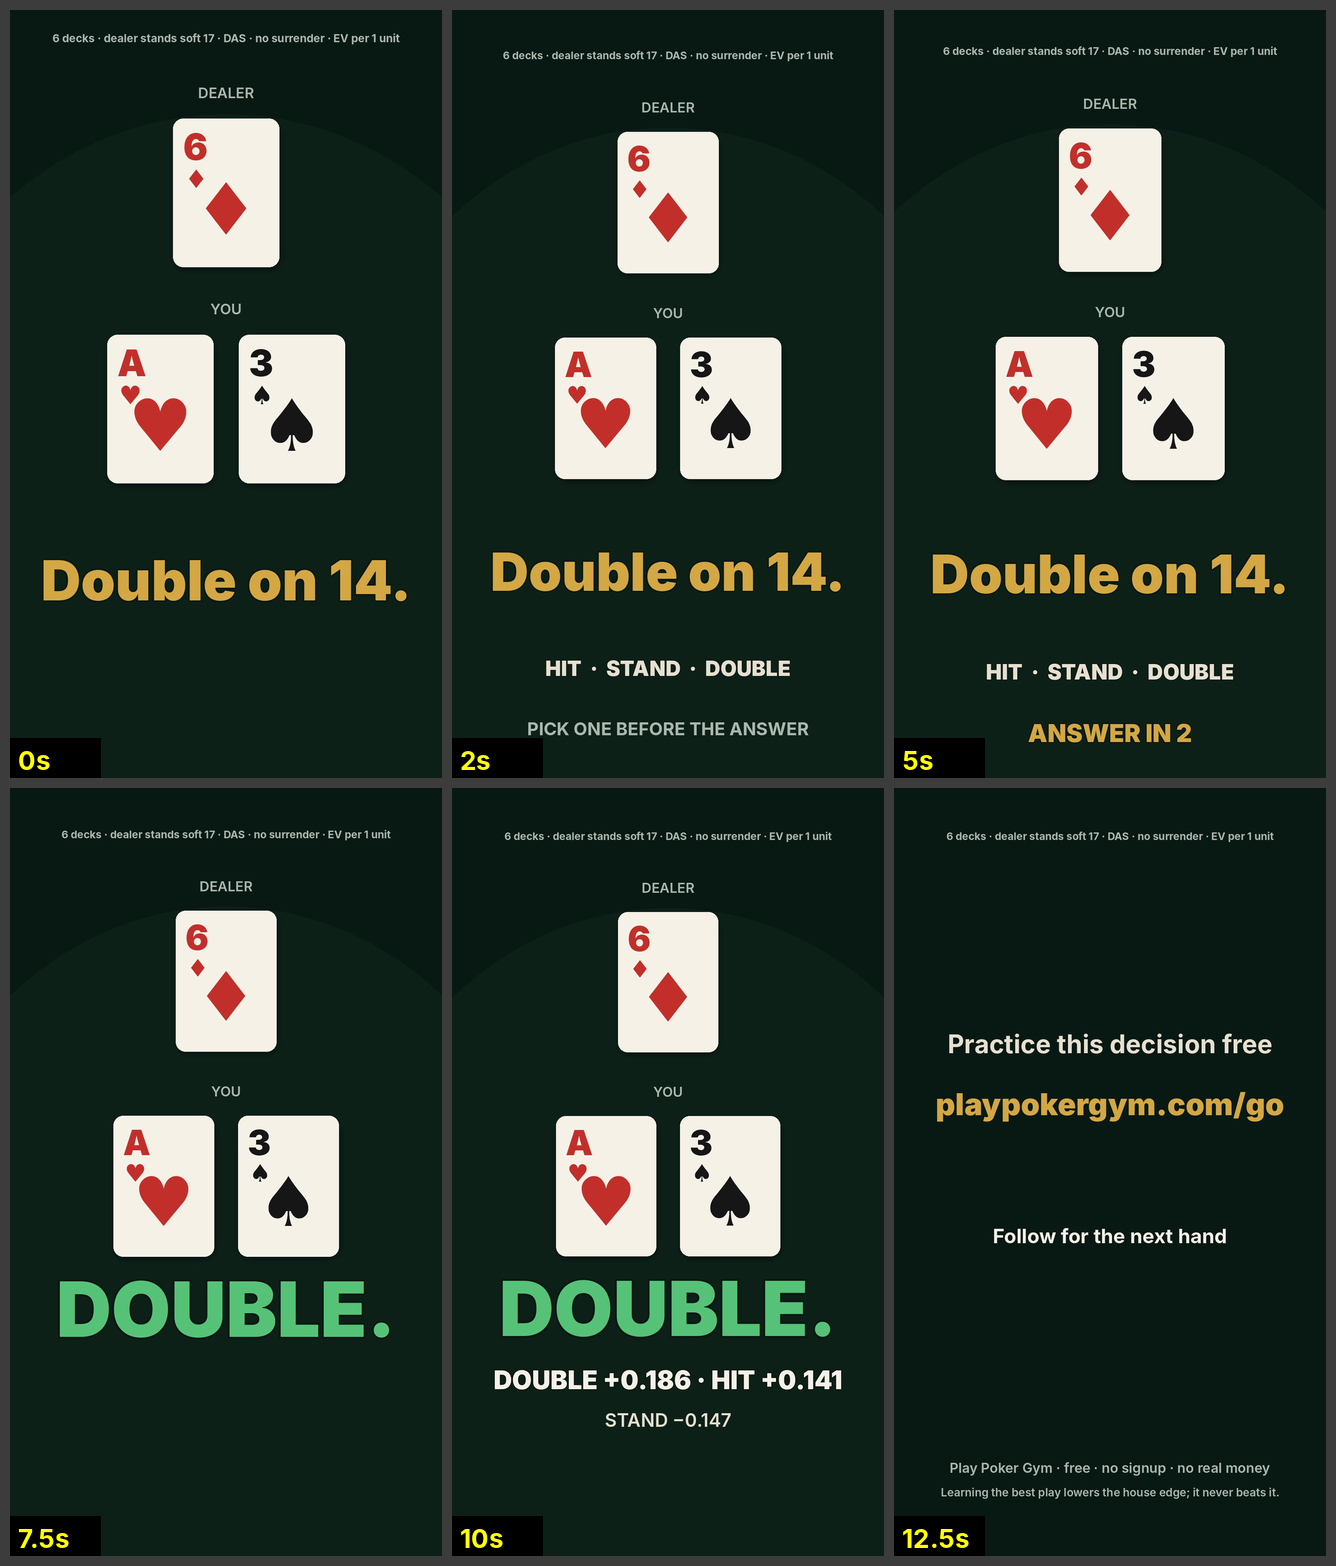 6 decks · dealer stands soft 17 · DAS · no surrender · EV per 1 unit
DEALER
6
YOU
A
3
Double on 14.
0s
6 decks · dealer stands soft 17 · DAS · no surrender · EV per 1 unit
DEALER
6
YOU
A
3
Double on 14.
HIT · STAND · DOUBLE
PICK ONE BEFORE THE ANSWER
2s
6 decks · dealer stands soft 17 · DAS · no surrender · EV per 1 unit
DEALER
6
YOU
A
3
Double on 14.
HIT · STAND · DOUBLE
ANSWER IN 2
5s
6 decks · dealer stands soft 17 · DAS · no surrender · EV per 1 unit
DEALER
6
YOU
A
3
DOUBLE.
7.5s
6 decks · dealer stands soft 17 · DAS · no surrender · EV per 1 unit
DEALER
6
YOU
A
3
DOUBLE.
DOUBLE +0.186 · HIT +0.141
STAND −0.147
10s
6 decks · dealer stands soft 17 · DAS · no surrender · EV per 1 unit
Practice this decision free
playpokergym.com/go
Follow for the next hand
Play Poker Gym · free · no signup · no real money
Learning the best play lowers the house edge; it never beats it.
12.5s